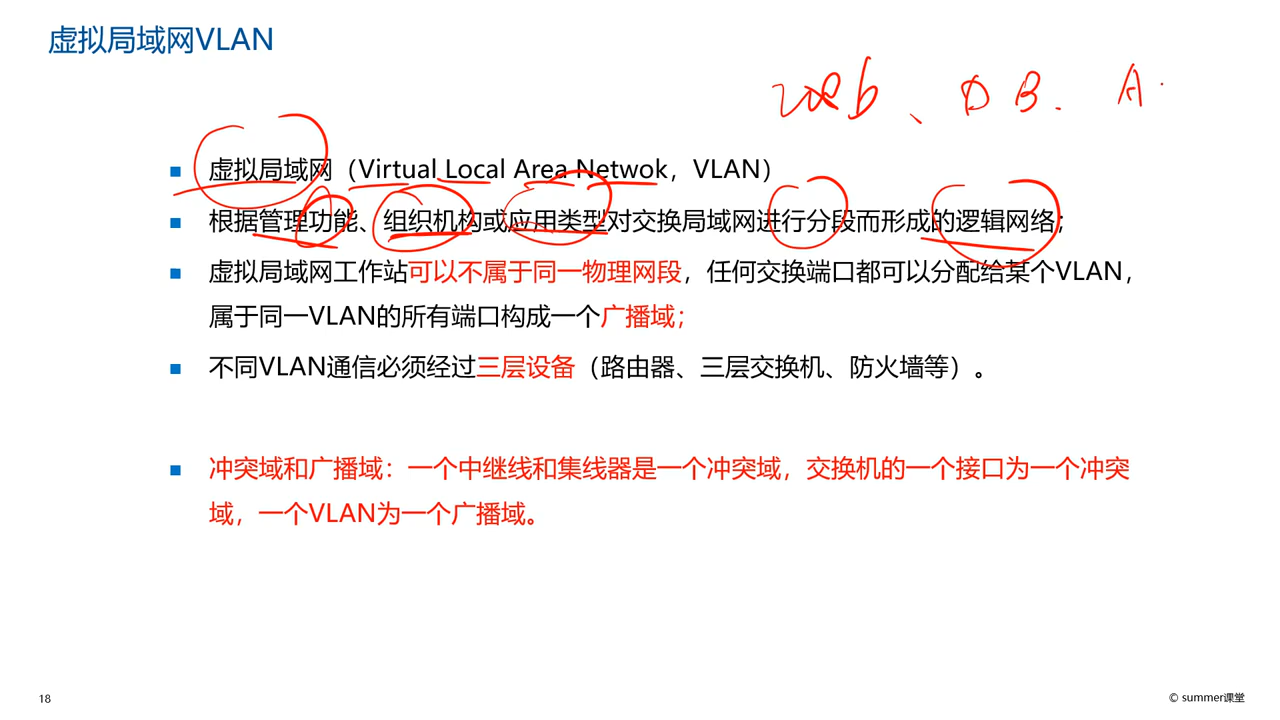 虚拟局域网VLAN
web、DB.A
■ 虚拟局域网（Virtual Local Area Netwok，VLAN）
■ 根据管理功能、组织机构或应用类型对交换局域网进行分段而形成的逻辑网络；
■ 虚拟局域网工作站可以不属于同一物理网段，任何交换端口都可以分配给某个VLAN，
属于同一VLAN的所有端口构成一个广播域；
■ 不同VLAN通信必须经过三层设备（路由器、三层交换机、防火墙等）。
■ 冲突域和广播域：一个中继线和集线器是一个冲突域，交换机的一个接口为一个冲突
域，一个VLAN为一个广播域。
18
© summer课堂